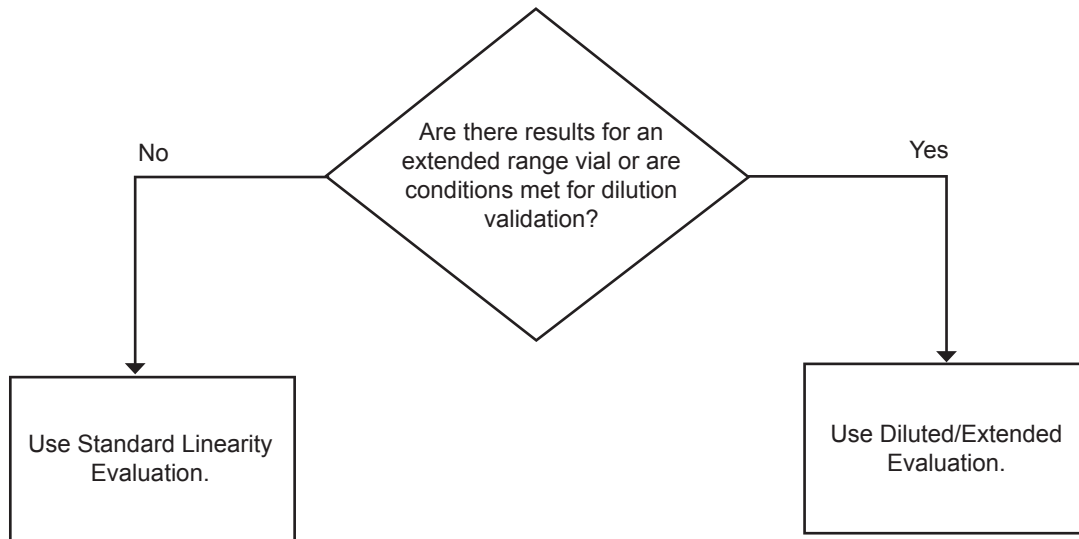 Are there results for an
extended range vial or are
conditions met for dilution
validation?
No
Yes
Use Standard Linearity
Evaluation.
Use Diluted/Extended
Evaluation.